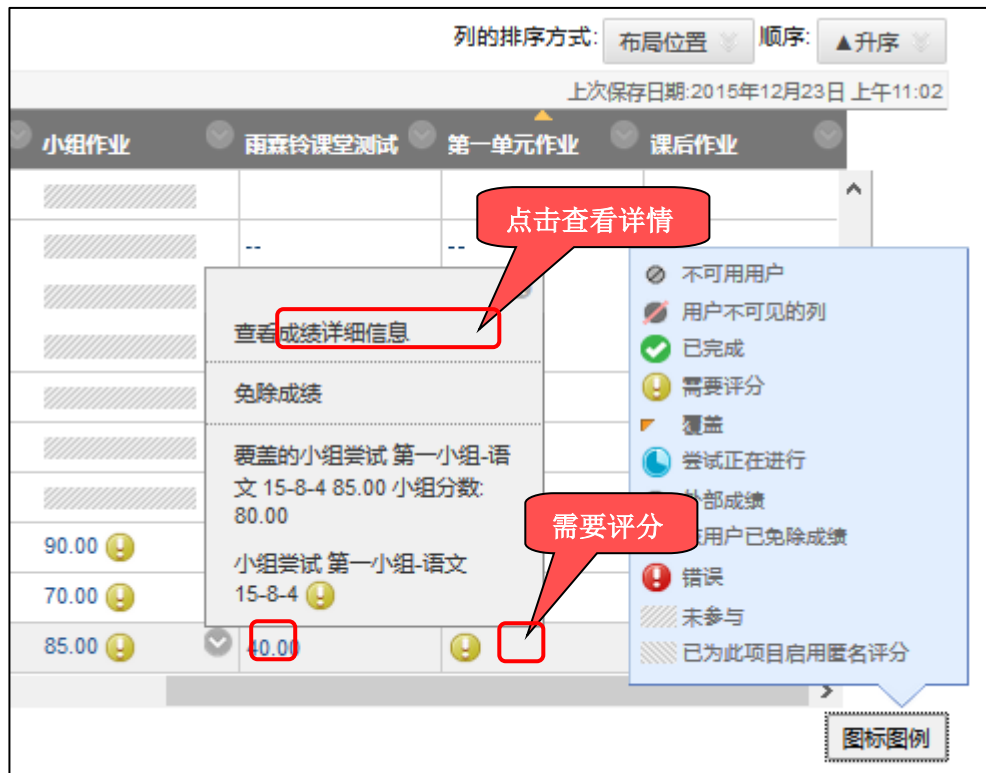 列的排序方式: 布局位置 顺序: ▲升序
上次保存日期:2015年12月23日 上午11:02
小组作业 雨霖铃课堂测试 第一单元作业 课后作业
点击查看详情
-- --
查看成绩详细信息
免除成绩
覆盖的小组尝试 第一小组-语
文 15-8-4 85.00 小组分数:
80.00
小组尝试 第一小组-语文
15-8-4
需要评分
90.00
70.00
85.00 40.00
不可用用户
用户不可见的列
已完成
需要评分
覆盖
尝试正在进行
外部成绩
用户已免除成绩
错误
未参与
已为此项目启用匿名评分
图标图例